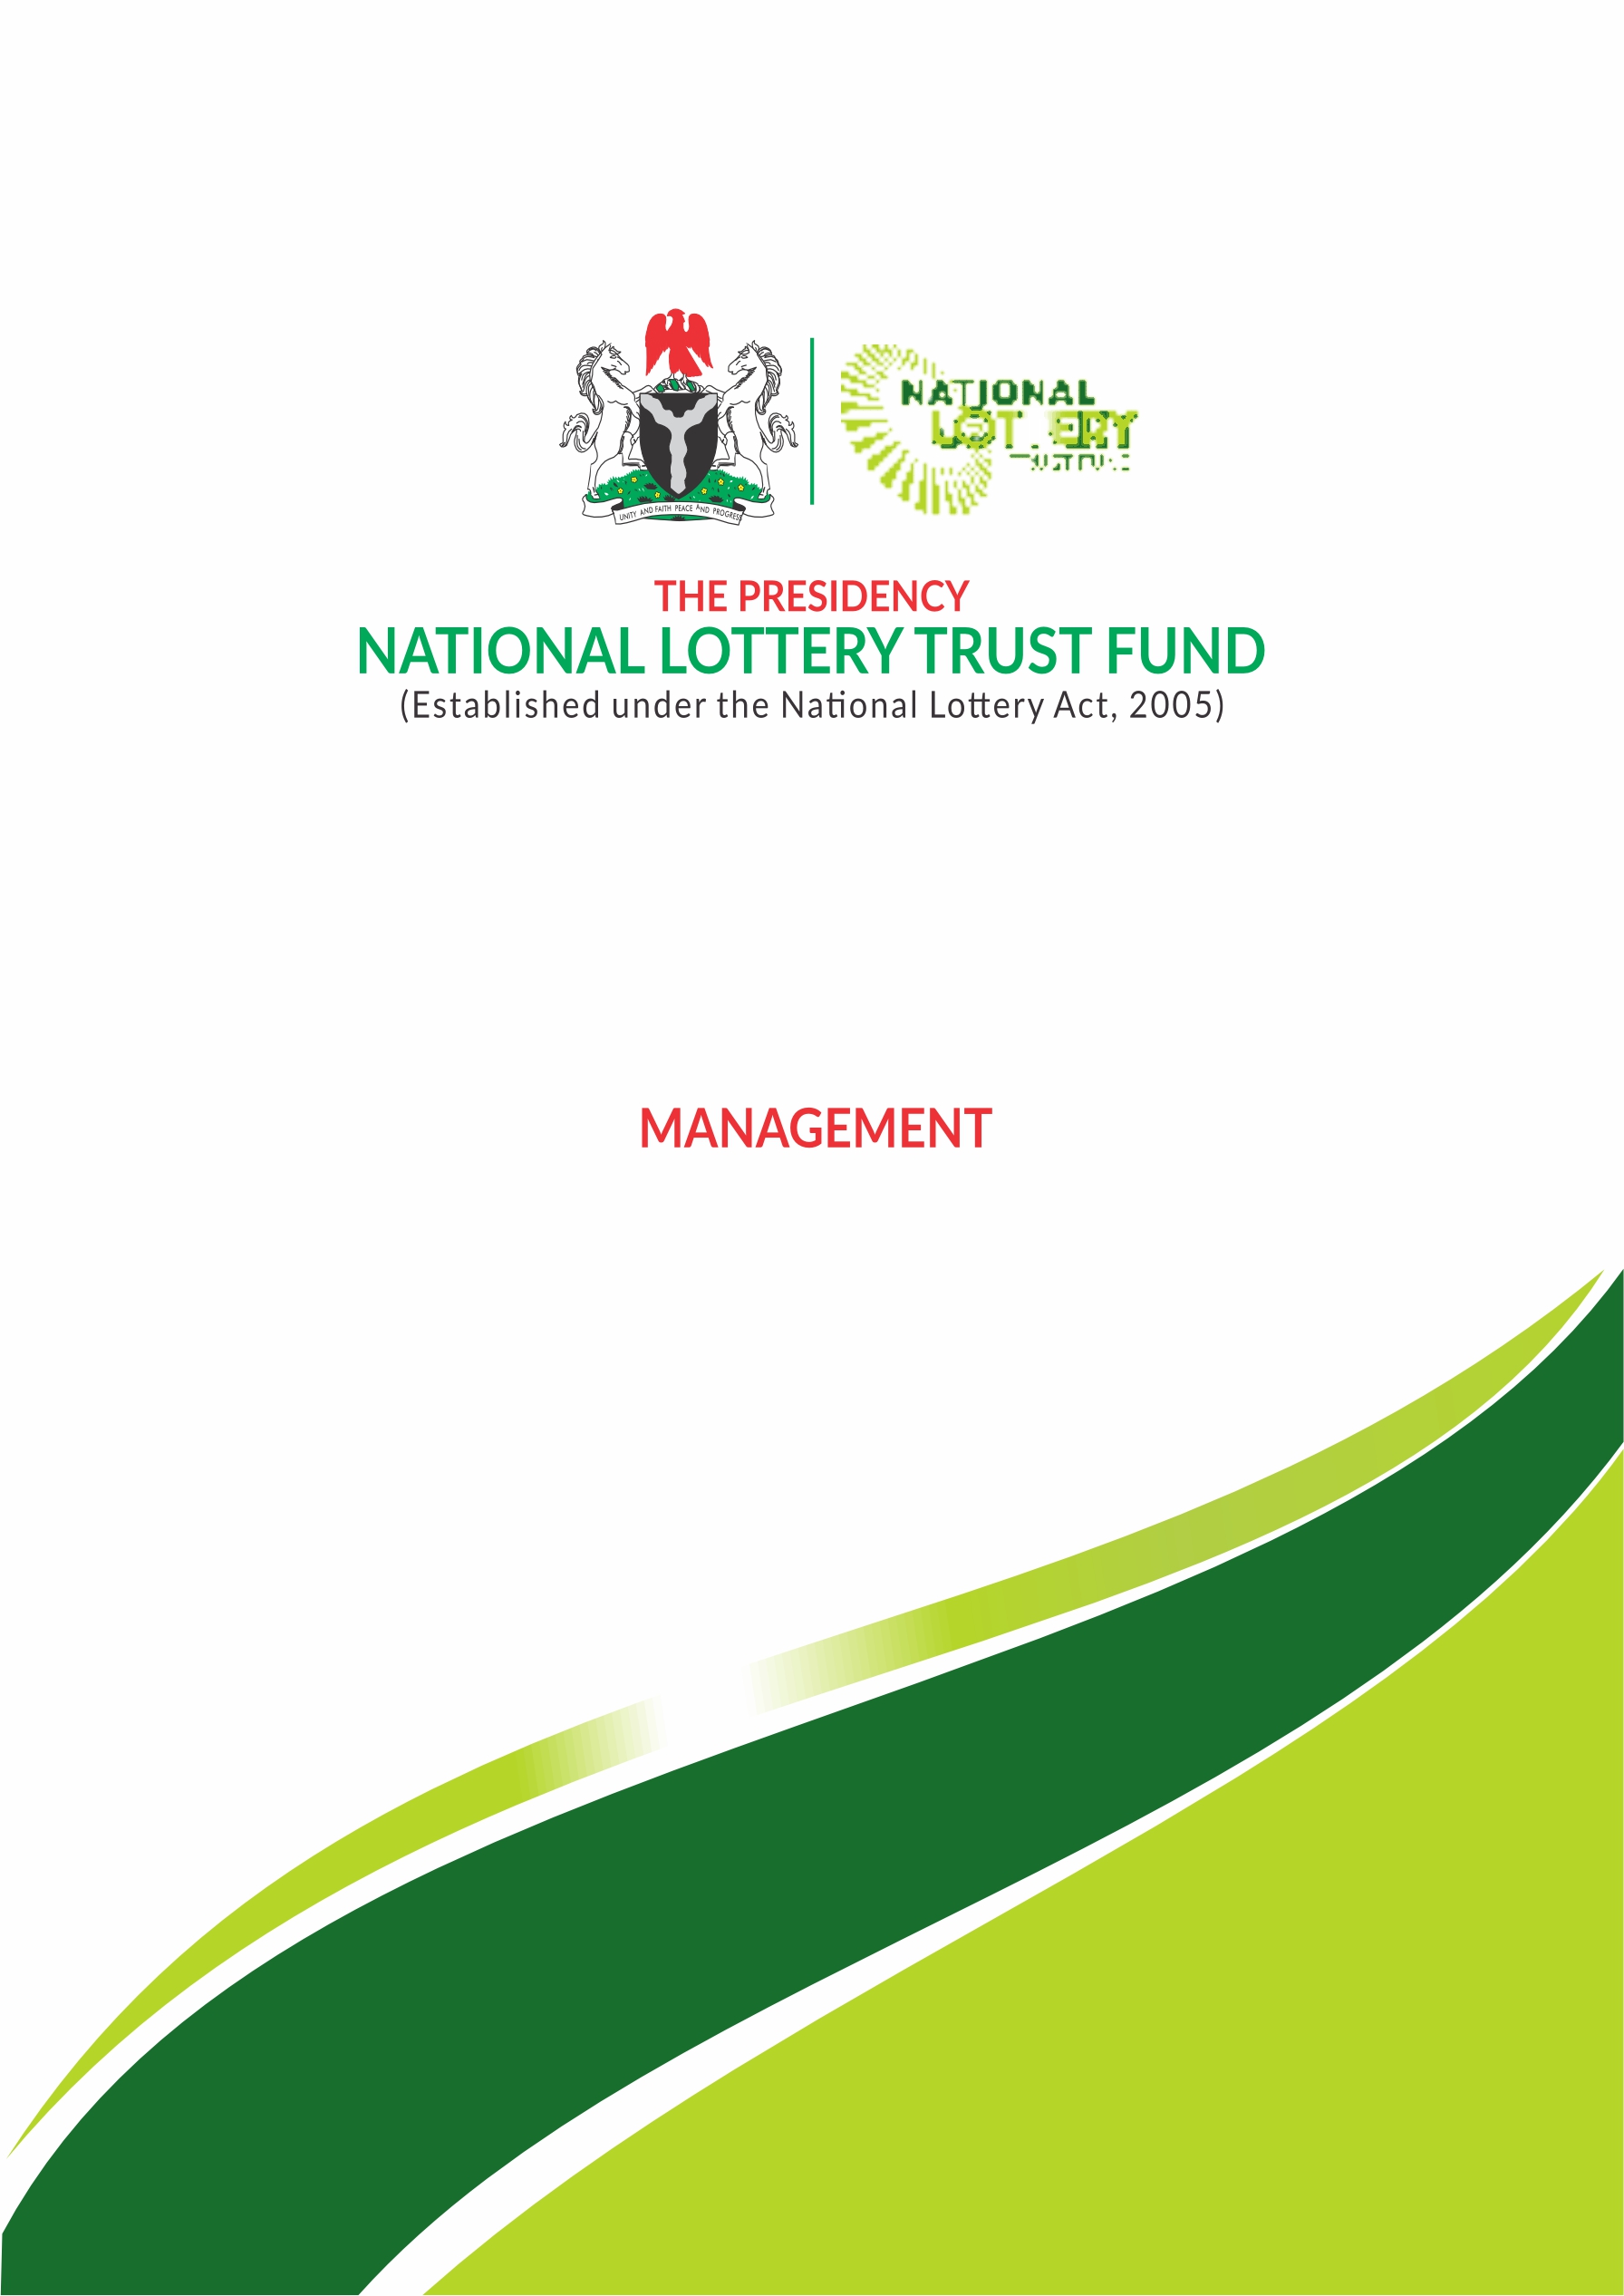 UNITY AND FAITH PEACE AND PROGRESS
NATIONAL
LOTTERY
THE PRESIDENCY
NATIONAL LOTTERY TRUST FUND
(Established under the National Lottery Act, 2005)
MANAGEMENT